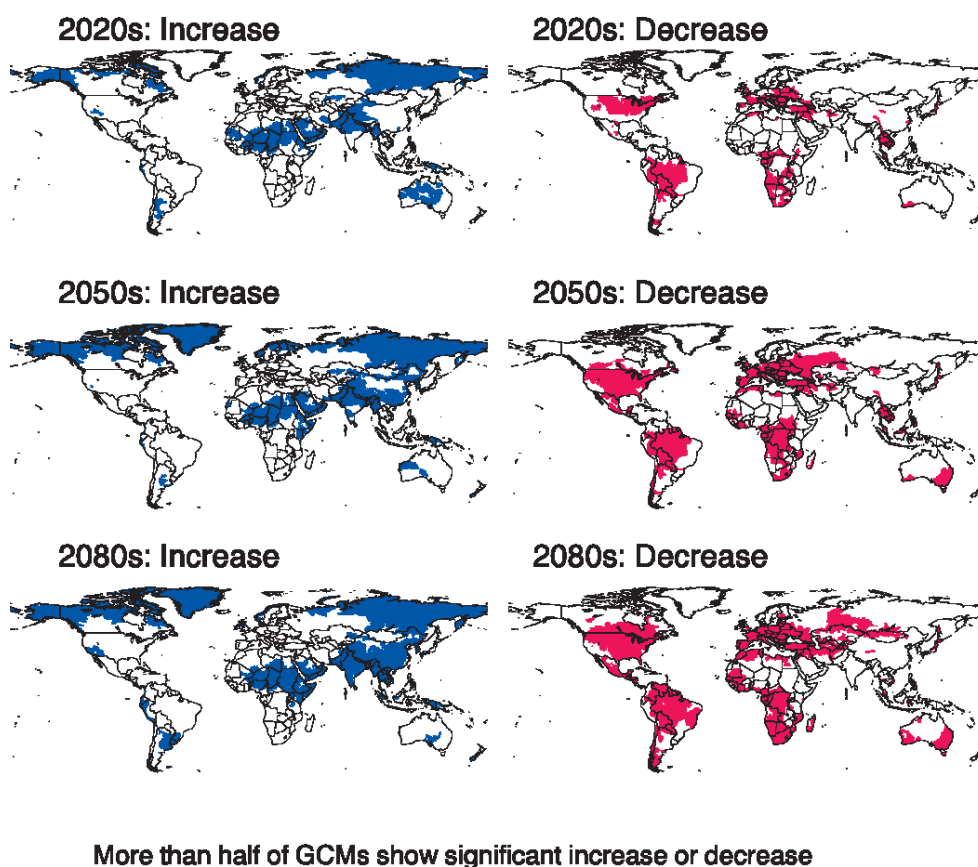 2020s: Increase
2020s: Decrease
2050s: Increase
2050s: Decrease
2080s: Increase
2080s: Decrease
More than half of GCMs show significant increase or decrease